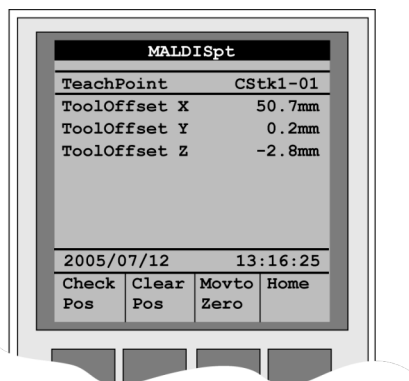 MALDISpt
TeachPoint CStk1-01
ToolOffset X 50.7mm
ToolOffset Y 0.2mm
ToolOffset Z -2.8mm
2005/07/12 13:16:25
Check Clear Movto Home
Pos Pos Zero